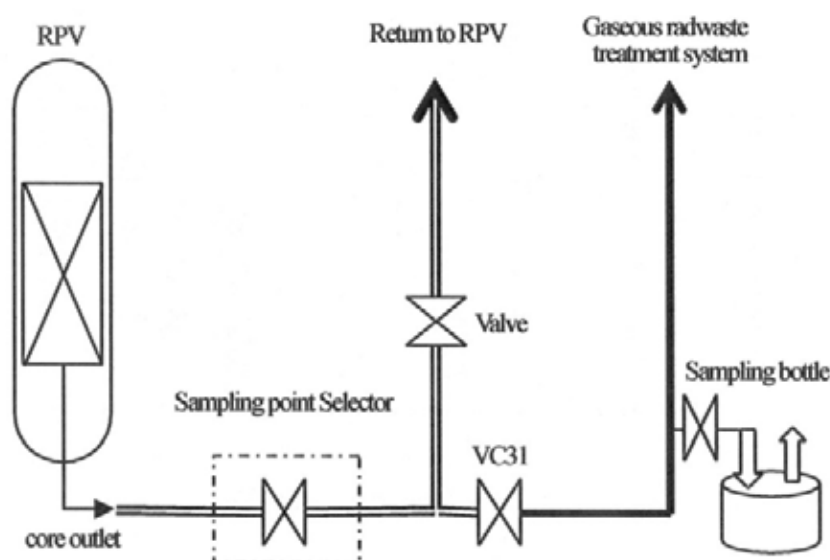 RPV
Return to RPV
Gaseous radwaste
treatment system
Valve
Sampling point Selector
Sampling bottle
VC31
core outlet